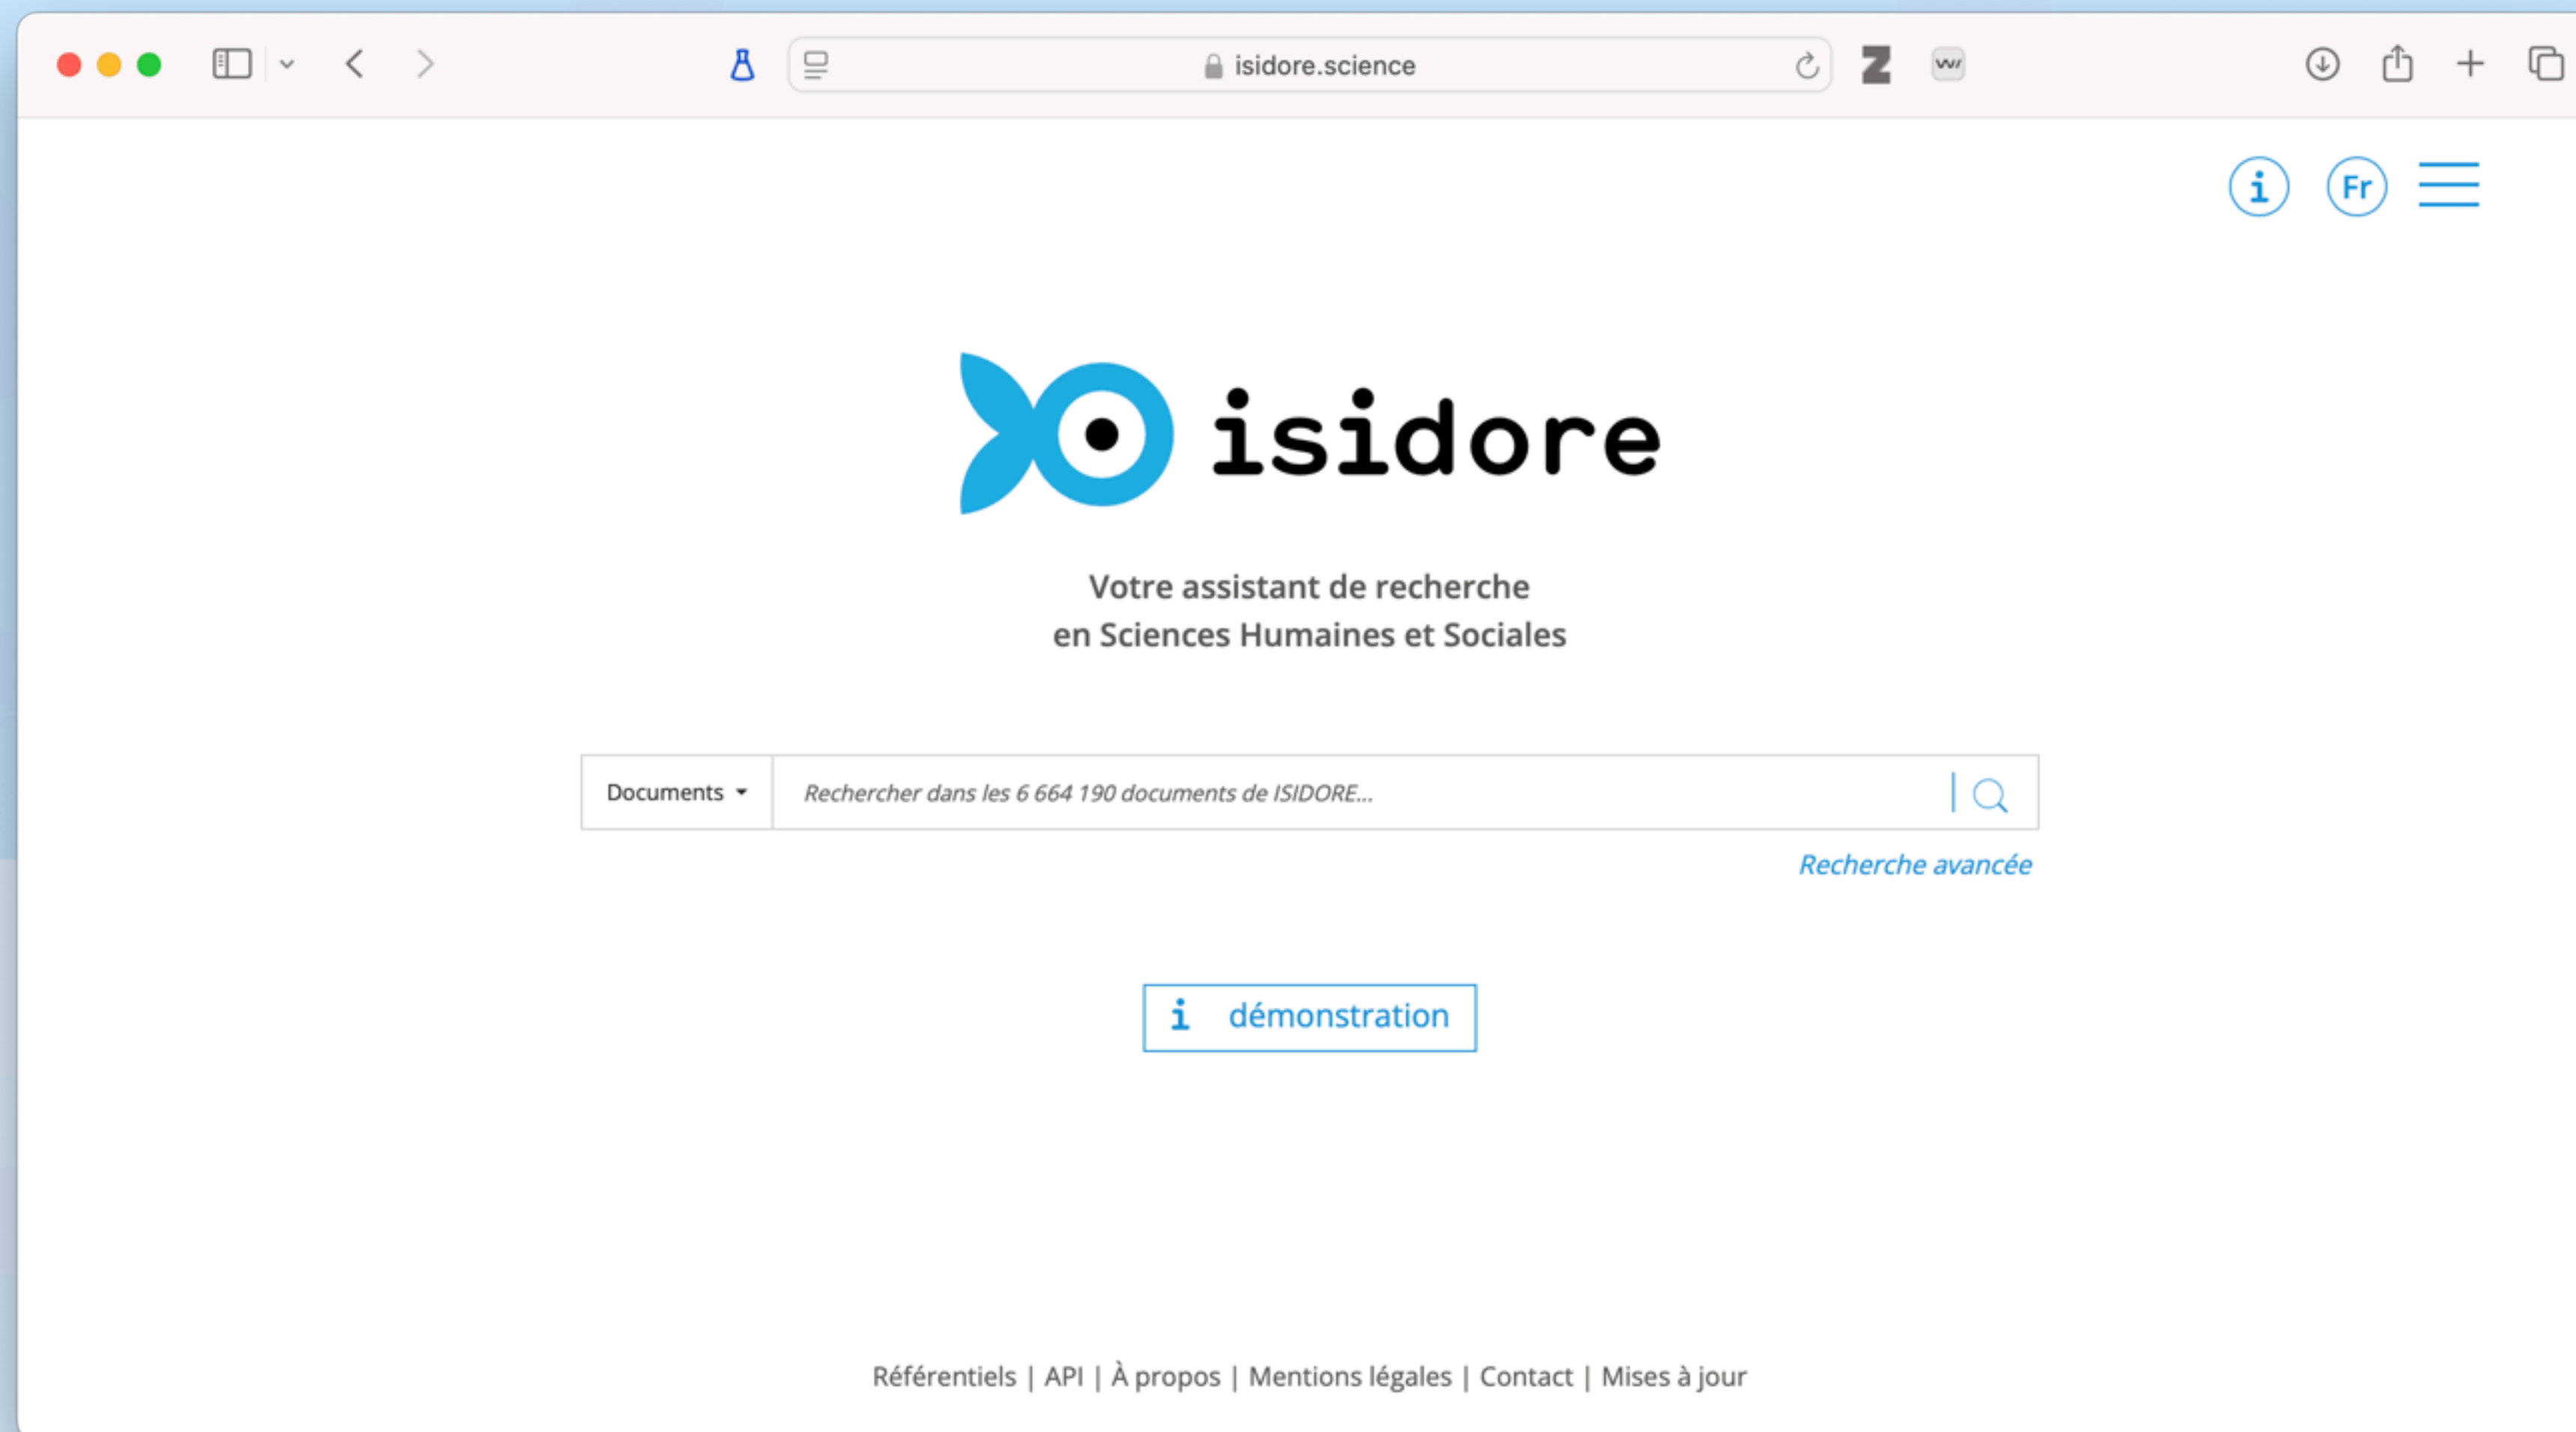 isidore.science
i Fr
isidore
Votre assistant de recherche
en Sciences Humaines et Sociales
Documents Rechercher dans les 6 664 190 documents de ISIDORE...
Recherche avancée
i démonstration
Référentiels | API | À propos | Mentions légales | Contact | Mises à jour